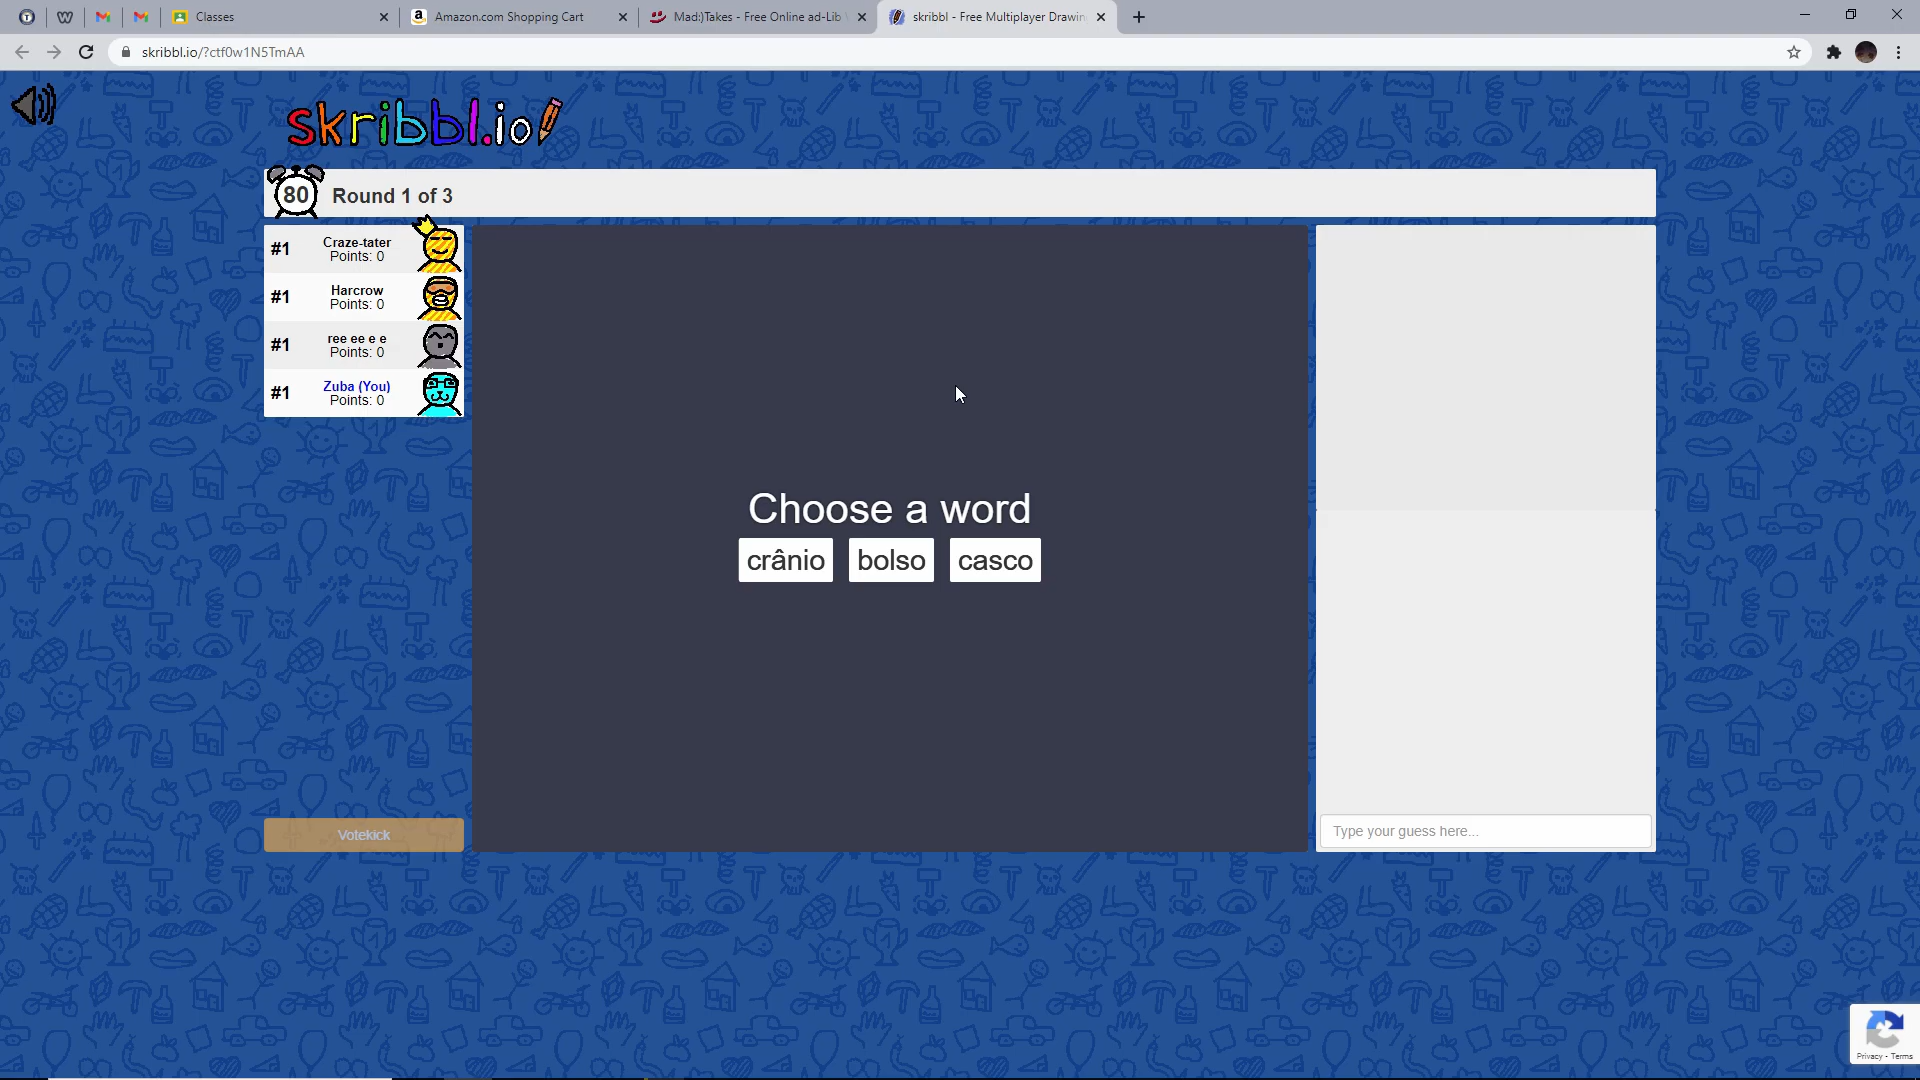 Classes
Amazon.com Shopping Cart
Mad:)Takes - Free Online ad-Lib
skribbl - Free Multiplayer Drawin
skribbl.io/?ctf0w1N5TmAA
skribbl.io
80
Round 1 of 3
#1
Craze-tater
Points: 0
#1
Harcrow
Points: 0
#1
ree ee e e
Points: 0
#1
Zuba (You)
Points: 0
Choose a word
crânio
bolso
casco
Votekick
Type your guess here...
Privacy - Terms